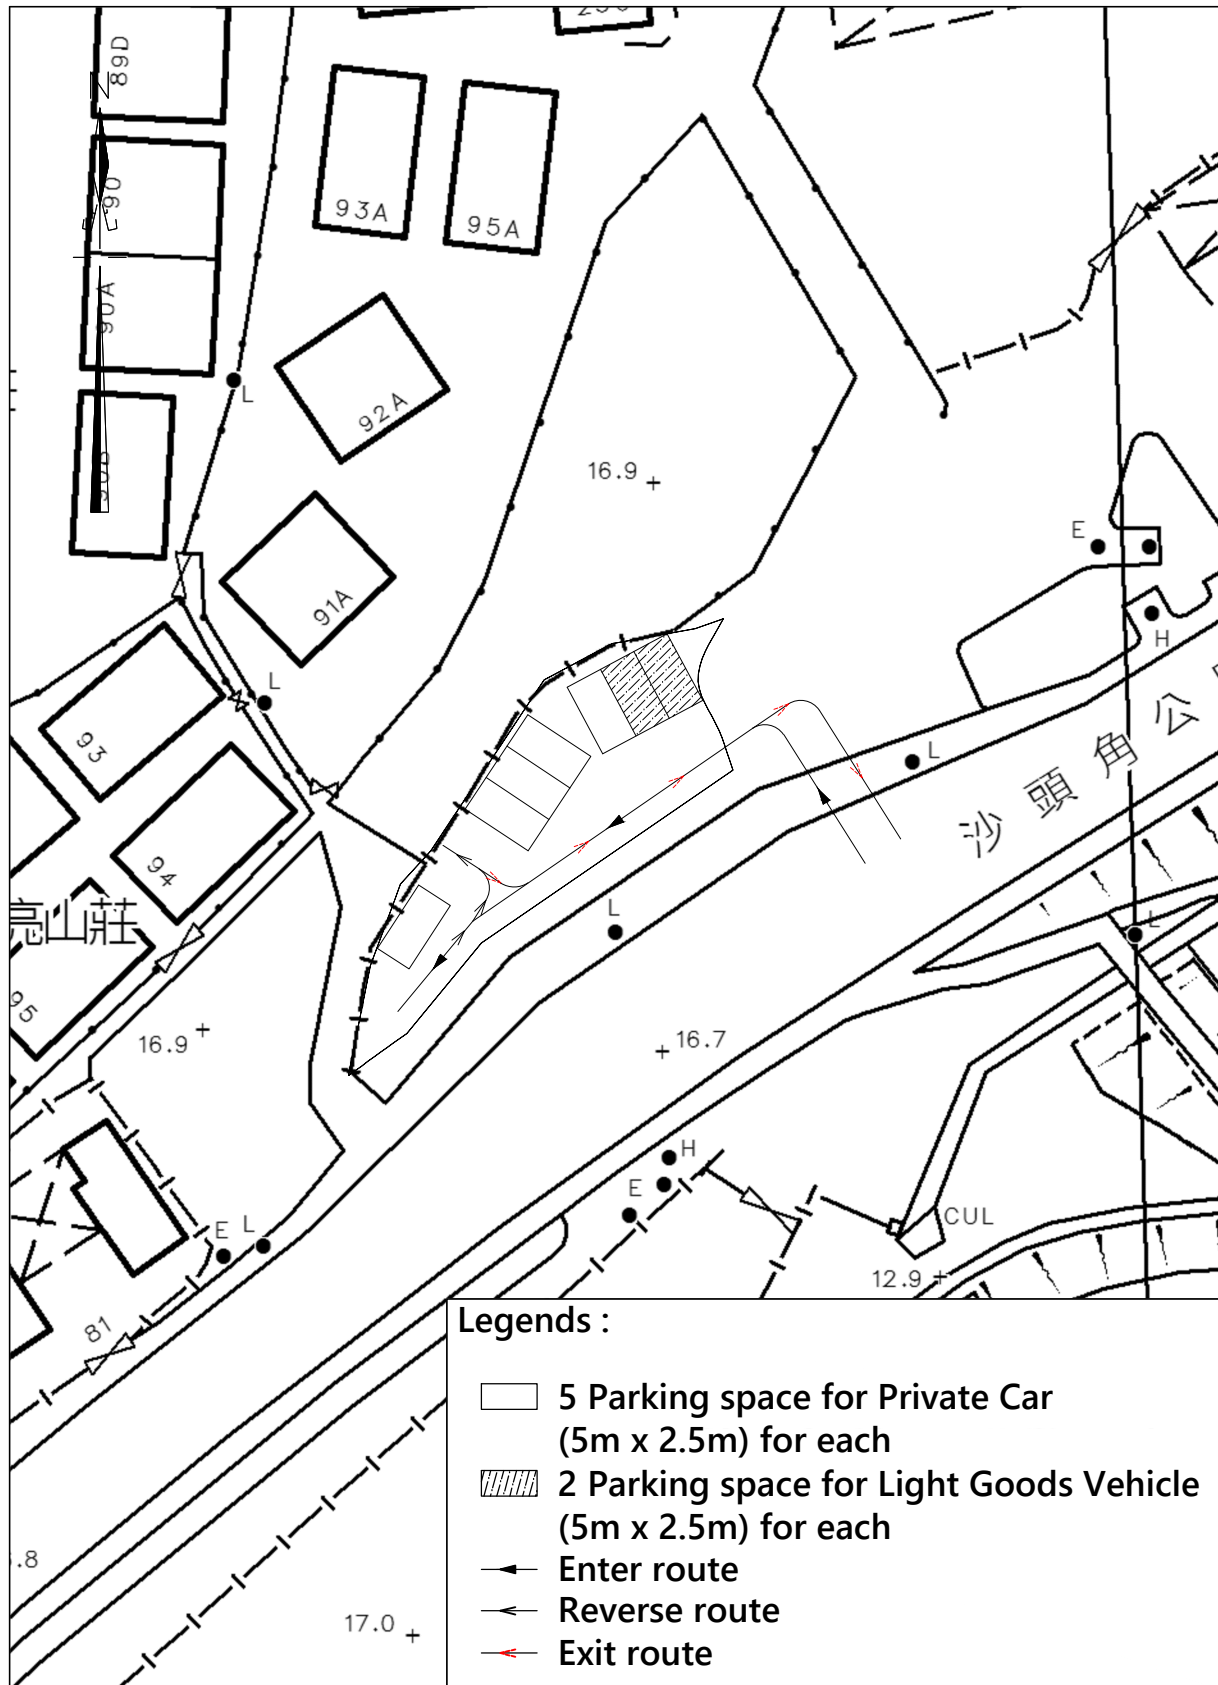 89D
93A
95A
90
90A
92A
L
90B
16.9
91A
E
H
L
93
沙頭角公
L
94
L
亮山莊
L
95
16.9
16.7
H
E
E L
CUL
12.9
81
Legends :
5 Parking space for Private Car
(5m x 2.5m) for each
2 Parking space for Light Goods Vehicle
(5m x 2.5m) for each
.8
Enter route
Reverse route
17.0
Exit route